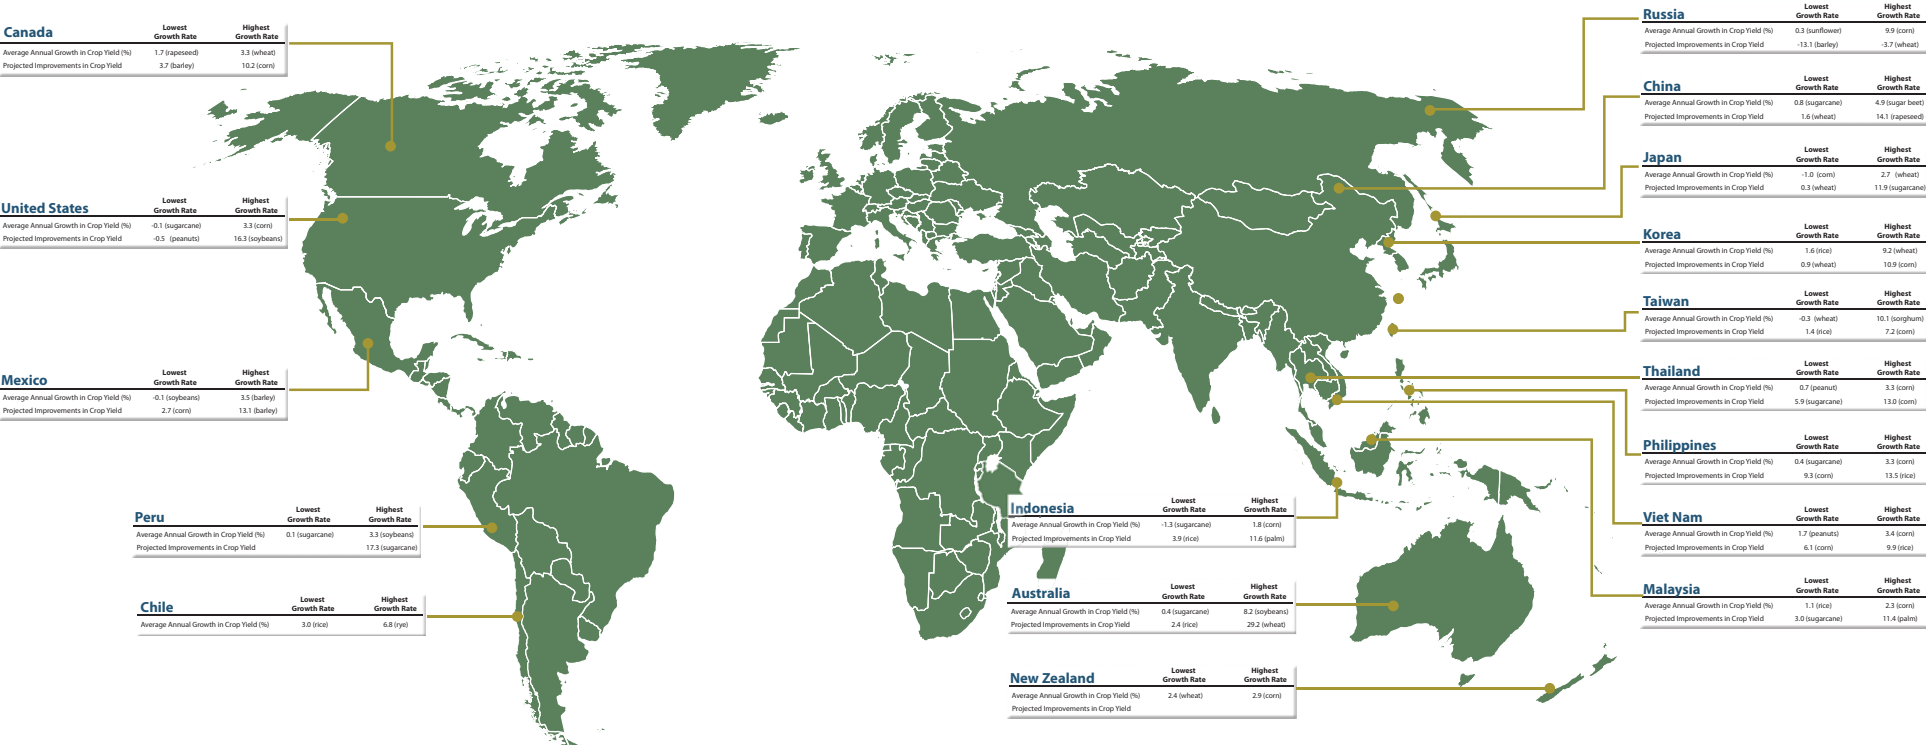 Canada Lowest Growth Rate Highest Growth Rate
Average Annual Growth in Crop Yield (%) 1.7 (rapeseed) 3.3 (wheat)
Projected Improvements in Crop Yield 3.7 (barley) 10.2 (corn)
United States Lowest Growth Rate Highest Growth Rate
Average Annual Growth in Crop Yield (%) -0.1 (sugarcane) 3.3 (corn)
Projected Improvements in Crop Yield -0.5 (peanuts) 16.3 (soybeans)
Mexico Lowest Growth Rate Highest Growth Rate
Average Annual Growth in Crop Yield (%) -0.1 (soybeans) 3.5 (barley)
Projected Improvements in Crop Yield 2.7 (corn) 13.1 (barley)
Peru Lowest Growth Rate Highest Growth Rate
Average Annual Growth in Crop Yield (%) 0.1 (sugarcane) 3.3 (soybeans)
Projected Improvements in Crop Yield 17.3 (sugarcane)
Chile Lowest Growth Rate Highest Growth Rate
Average Annual Growth in Crop Yield (%) 3.0 (rice) 6.8 (rye)
Indonesia Lowest Growth Rate Highest Growth Rate
Average Annual Growth in Crop Yield (%) -1.3 (sugarcane) 1.8 (corn)
Projected Improvements in Crop Yield 3.9 (rice) 11.6 (palm)
Australia Lowest Growth Rate Highest Growth Rate
Average Annual Growth in Crop Yield (%) 0.4 (sugarcane) 8.2 (soybeans)
Projected Improvements in Crop Yield 2.4 (rice) 29.2 (wheat)
New Zealand Lowest Growth Rate Highest Growth Rate
Average Annual Growth in Crop Yield (%) 2.4 (wheat) 2.9 (corn)
Projected Improvements in Crop Yield
Russia Lowest Growth Rate Highest Growth Rate
Average Annual Growth in Crop Yield (%) 0.3 (sunflower) 9.9 (corn)
Projected Improvements in Crop Yield -13.1 (barley) -3.7 (wheat)
China Lowest Growth Rate Highest Growth Rate
Average Annual Growth in Crop Yield (%) 0.8 (sugarcane) 4.9 (sugar beet)
Projected Improvements in Crop Yield 1.6 (wheat) 14.1 (rapeseed)
Japan Lowest Growth Rate Highest Growth Rate
Average Annual Growth in Crop Yield (%) -1.0 (corn) 2.7 (wheat)
Projected Improvements in Crop Yield 0.3 (wheat) 11.9 (sugarcane)
Korea Lowest Growth Rate Highest Growth Rate
Average Annual Growth in Crop Yield (%) 1.6 (rice) 9.2 (wheat)
Projected Improvements in Crop Yield 0.9 (wheat) 10.9 (corn)
Taiwan Lowest Growth Rate Highest Growth Rate
Average Annual Growth in Crop Yield (%) -0.3 (wheat) 10.1 (sorghum)
Projected Improvements in Crop Yield 1.4 (rice) 7.2 (corn)
Thailand Lowest Growth Rate Highest Growth Rate
Average Annual Growth in Crop Yield (%) 0.7 (peanut) 3.3 (corn)
Projected Improvements in Crop Yield 5.9 (sugarcane) 13.0 (corn)
Philippines Lowest Growth Rate Highest Growth Rate
Average Annual Growth in Crop Yield (%) 0.4 (sugarcane) 3.3 (corn)
Projected Improvements in Crop Yield 9.3 (corn) 13.5 (rice)
Viet Nam Lowest Growth Rate Highest Growth Rate
Average Annual Growth in Crop Yield (%) 1.7 (peanuts) 3.4 (corn)
Projected Improvements in Crop Yield 6.1 (corn) 9.9 (rice)
Malaysia Lowest Growth Rate Highest Growth Rate
Average Annual Growth in Crop Yield (%) 1.1 (rice) 2.3 (corn)
Projected Improvements in Crop Yield 3.0 (sugarcane) 11.4 (palm)